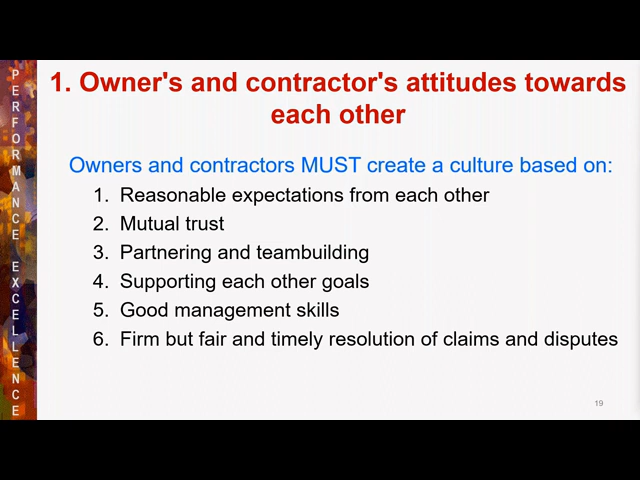 PERFORMANCE EXCELLENCE
1. Owner's and contractor's attitudes towards
each other
Owners and contractors MUST create a culture based on:
1. Reasonable expectations from each other
2. Mutual trust
3. Partnering and teambuilding
4. Supporting each other goals
5. Good management skills
6. Firm but fair and timely resolution of claims and disputes
19